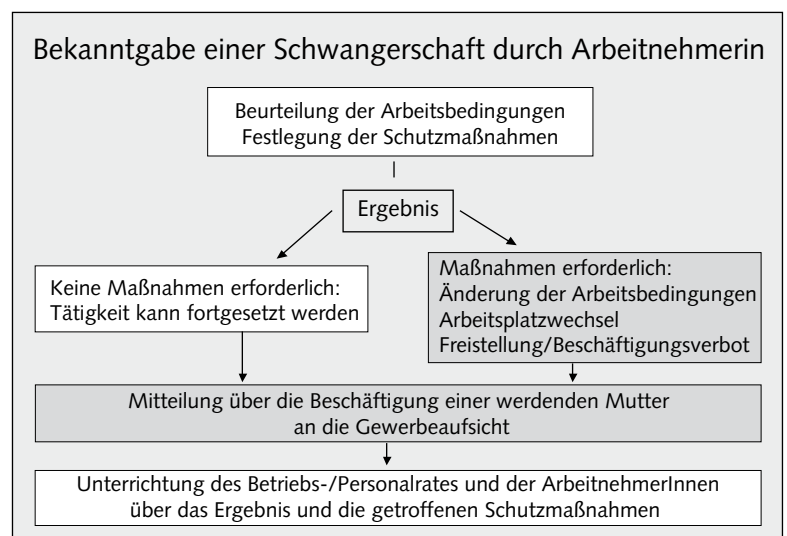 Bekanntgabe einer Schwangerschaft durch Arbeitnehmerin
Beurteilung der Arbeitsbedingungen
Festlegung der Schutzmaßnahmen
Ergebnis
Keine Maßnahmen erforderlich:
Tätigkeit kann fortgesetzt werden
Maßnahmen erforderlich:
Änderung der Arbeitsbedingungen
Arbeitsplatzwechsel
Freistellung/Beschäftigungsverbot
Mitteilung über die Beschäftigung einer werdenden Mutter
an die Gewerbeaufsicht
Unterrichtung des Betriebs-/Personalrates und der ArbeitnehmerInnen
über das Ergebnis und die getroffenen Schutzmaßnahmen